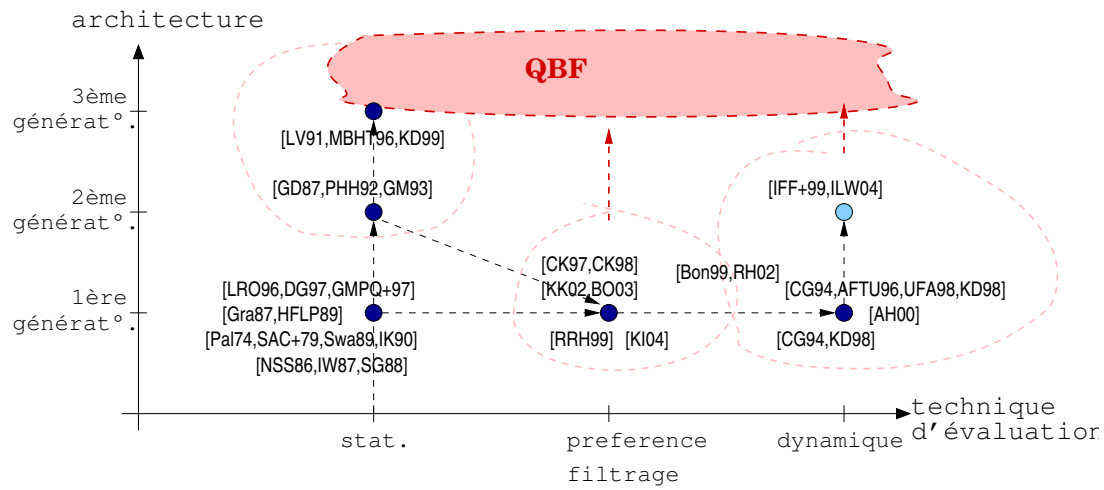 architecture
QBF
3ème
générat°.
[LV91,MBHT96,KD99]
2ème
générat°.
[GD87,PHH92,GM93]
[IFF+99,ILW04]
[CK97,CK98]
[Bon99,RH02]
1ère
générat°.
[LRO96,DG97,GMPQ+97]
[KK02,BO03]
[CG94,AFTU96,UFA98,KD98]
[Gra87,HFLP89]
[AH00]
[Pal74,SAC+79,Swa89,IK90]
[RRH99]
[KI04]
[CG94,KD98]
[NSS86,IW87,SG88]
technique
d'évaluation
stat.
preference
dynamique
filtrage